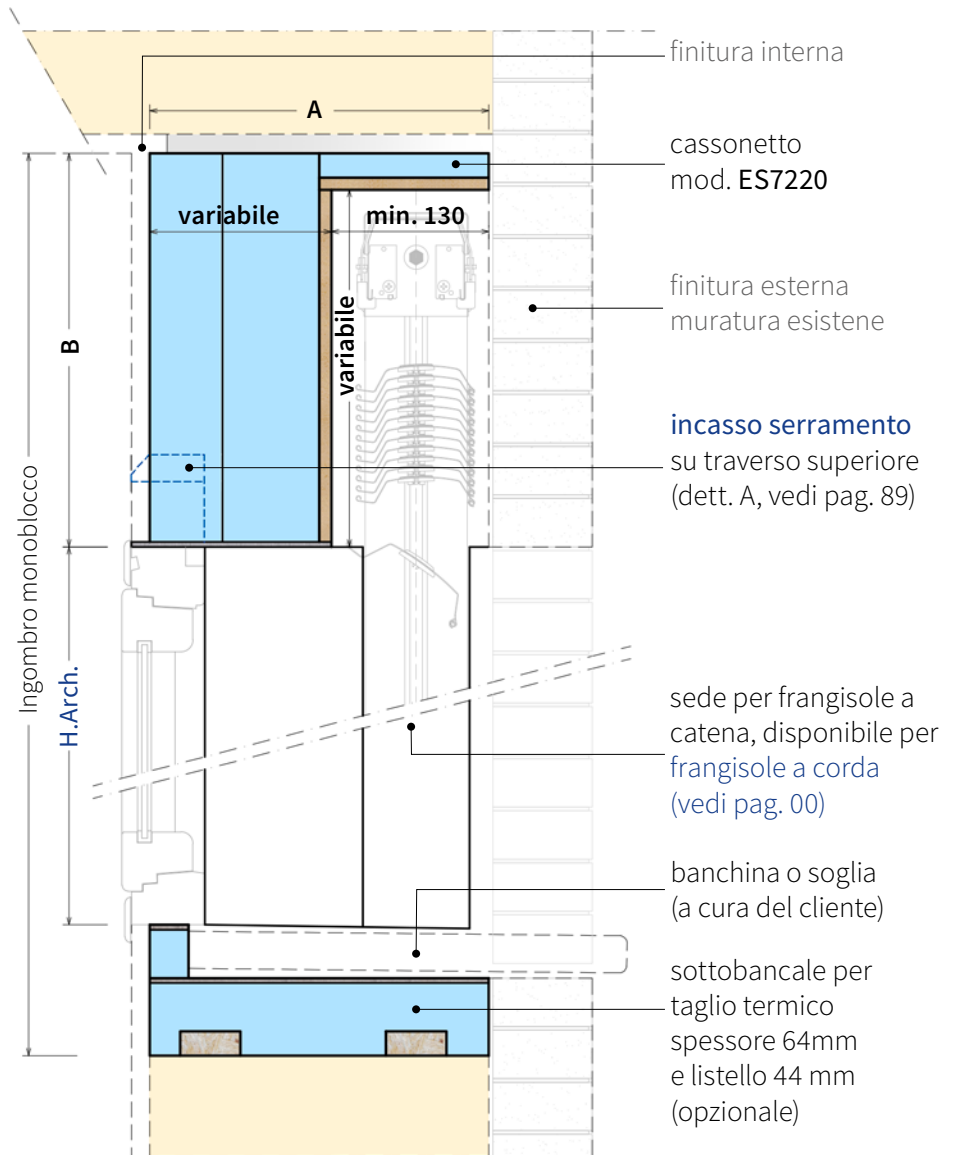 finitura interna
A
cassonetto
mod. ES7220
variabile
min. 130
finitura esterna
muratura esistene
variabile
B
incasso serramento
su traverso superiore
(dett. A, vedi pag. 89)
Ingombro monoblocco
H.Arch.
sede per frangisole a
catena, disponibile per
frangisole a corda
(vedi pag. 00)
banchina o soglia
(a cura del cliente)
sottobancale per
taglio termico
spessore 64mm
e listello 44 mm
(opzionale)